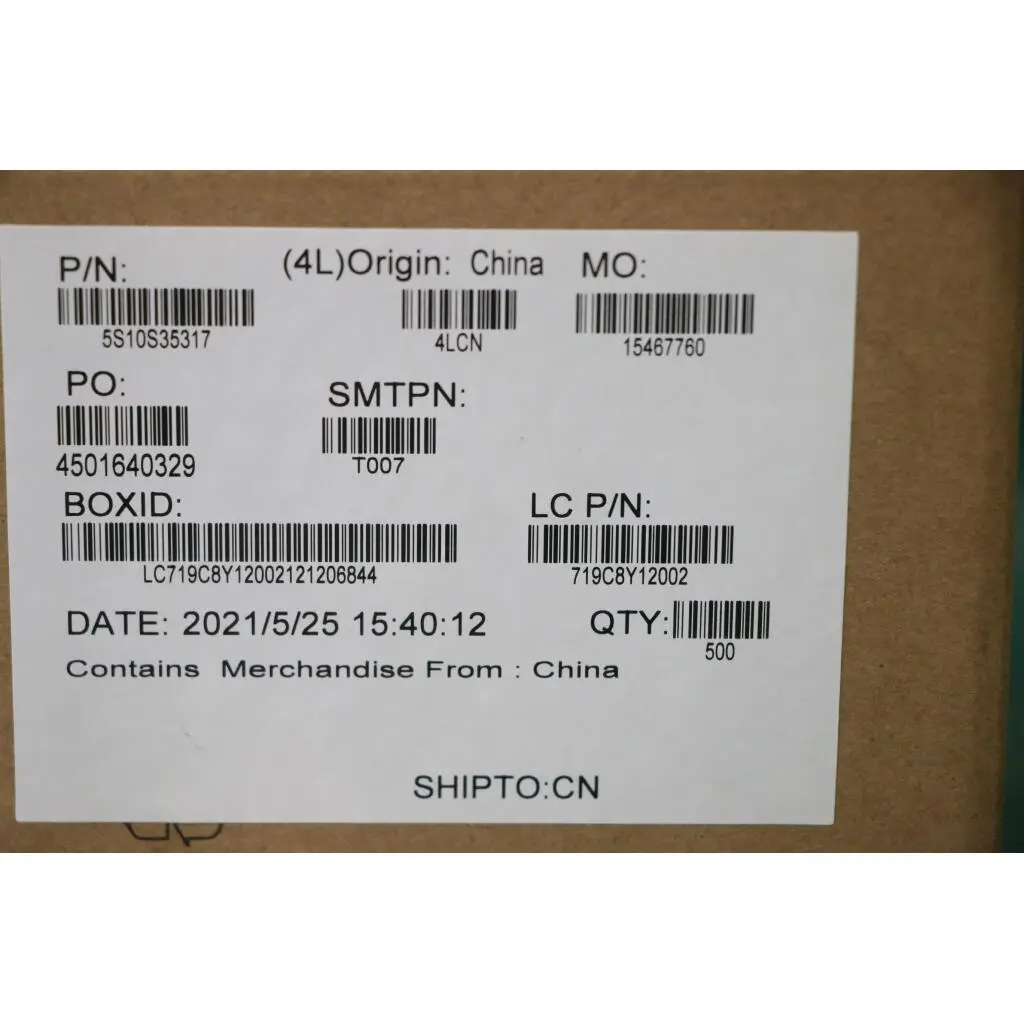 P/N: (4L)Origin: China MO:
5S10S35317 4LCN 15467760
PO: SMTPN:
4501640329 T007
BOXID: LC P/N:
LC719C8Y12002121206844 719C8Y12002
DATE: 2021/5/25 15:40:12 QTY:
500
Contains Merchandise From : China
SHIPTO:CN